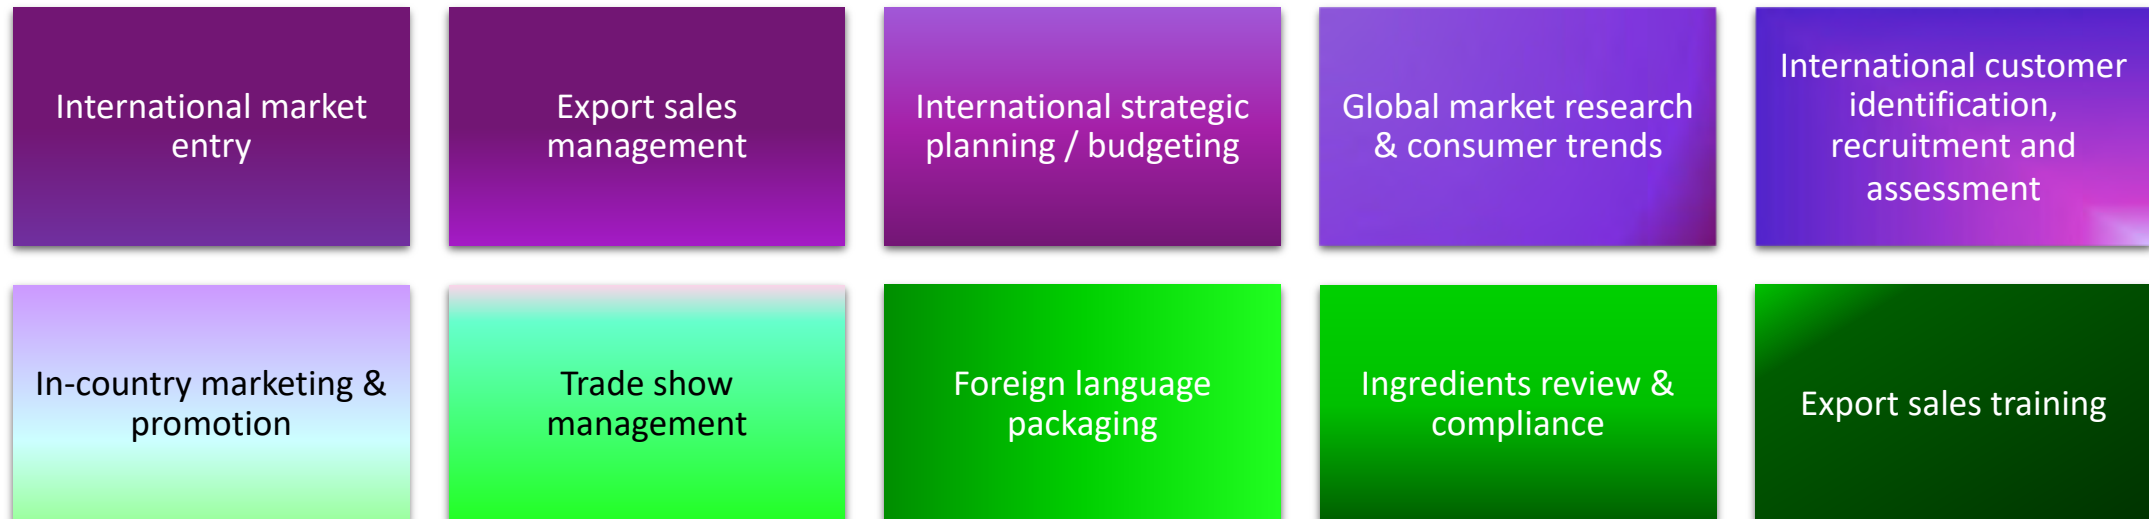 International market
entry
Export sales
management
International strategic
planning / budgeting
Global market research
& consumer trends
International customer
identification,
recruitment and
assessment
In-country marketing &
promotion
Trade show
management
Foreign language
packaging
Ingredients review &
compliance
Export sales training